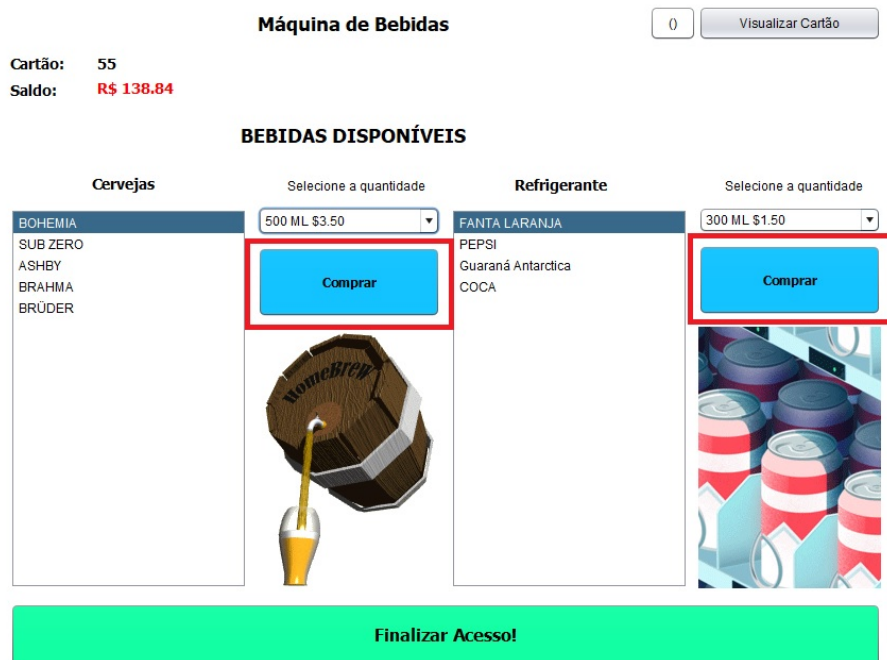 Máquina de Bebidas
()
Visualizar Cartão
Cartão: 55
Saldo: R$ 138.84
BEBIDAS DISPONÍVEIS
Cervejas
Selecione a quantidade
BOHEMIA
SUB ZERO
ASHBY
BRAHMA
BRÜDER
500 ML $3.50
Comprar
HomeBrew
Refrigerante
Selecione a quantidade
FANTA LARANJA
PEPSI
Guaraná Antarctica
COCA
300 ML $1.50
Comprar
Finalizar Acesso!